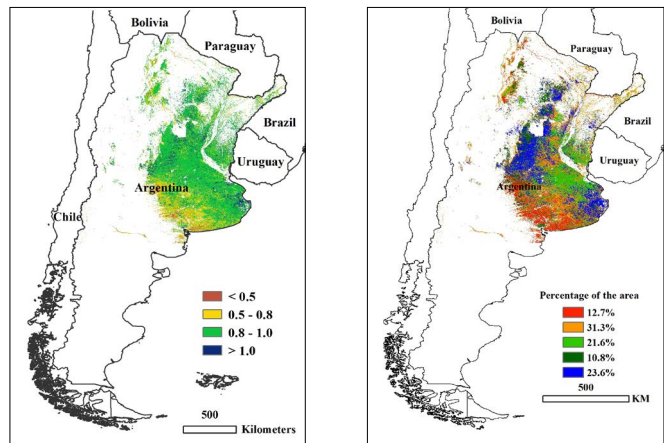 Bolivia
Paraguay
Brazil
Uruguay
Argentina
Chile
< 0.5
0.5 - 0.8
0.8 - 1.0
> 1.0
500
Kilometers
Bolivia
Paraguay
Brazil
Uruguay
Argentina
Percentage of the area
12.7%
31.3%
21.6%
10.8%
23.6%
500
KM